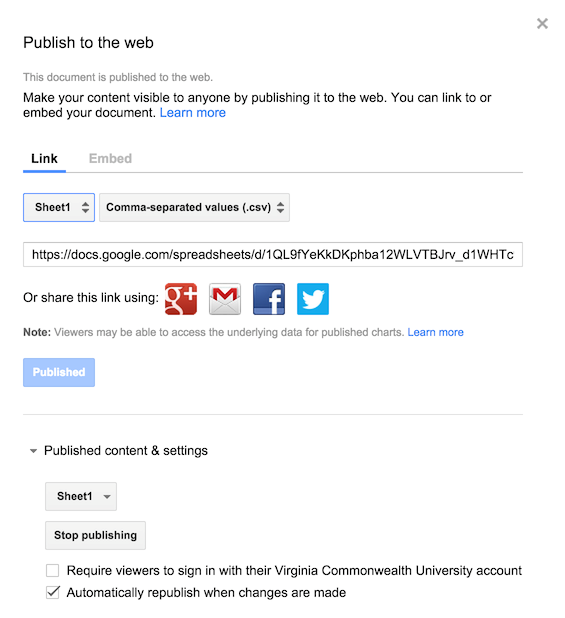 Publish to the web
This document is published to the web.
Make your content visible to anyone by publishing it to the web. You can link to or
embed your document. Learn more
Link Embed
Sheet1 Comma-separated values (.csv)
https://docs.google.com/spreadsheets/d/1QL9fYeKkDKphba12WLVTBJrv_d1WHTc
Or share this link using: g+ M f
Note: Viewers may be able to access the underlying data for published charts. Learn more
Published
Published content & settings
Sheet1
Stop publishing
Require viewers to sign in with their Virginia Commonwealth University account
Automatically republish when changes are made